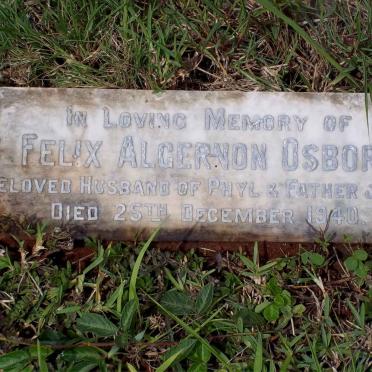 In Loving Memory of
Felix Algernon Osbor
eloved Husband of Phyl & Father J
Died 25th December 1940.